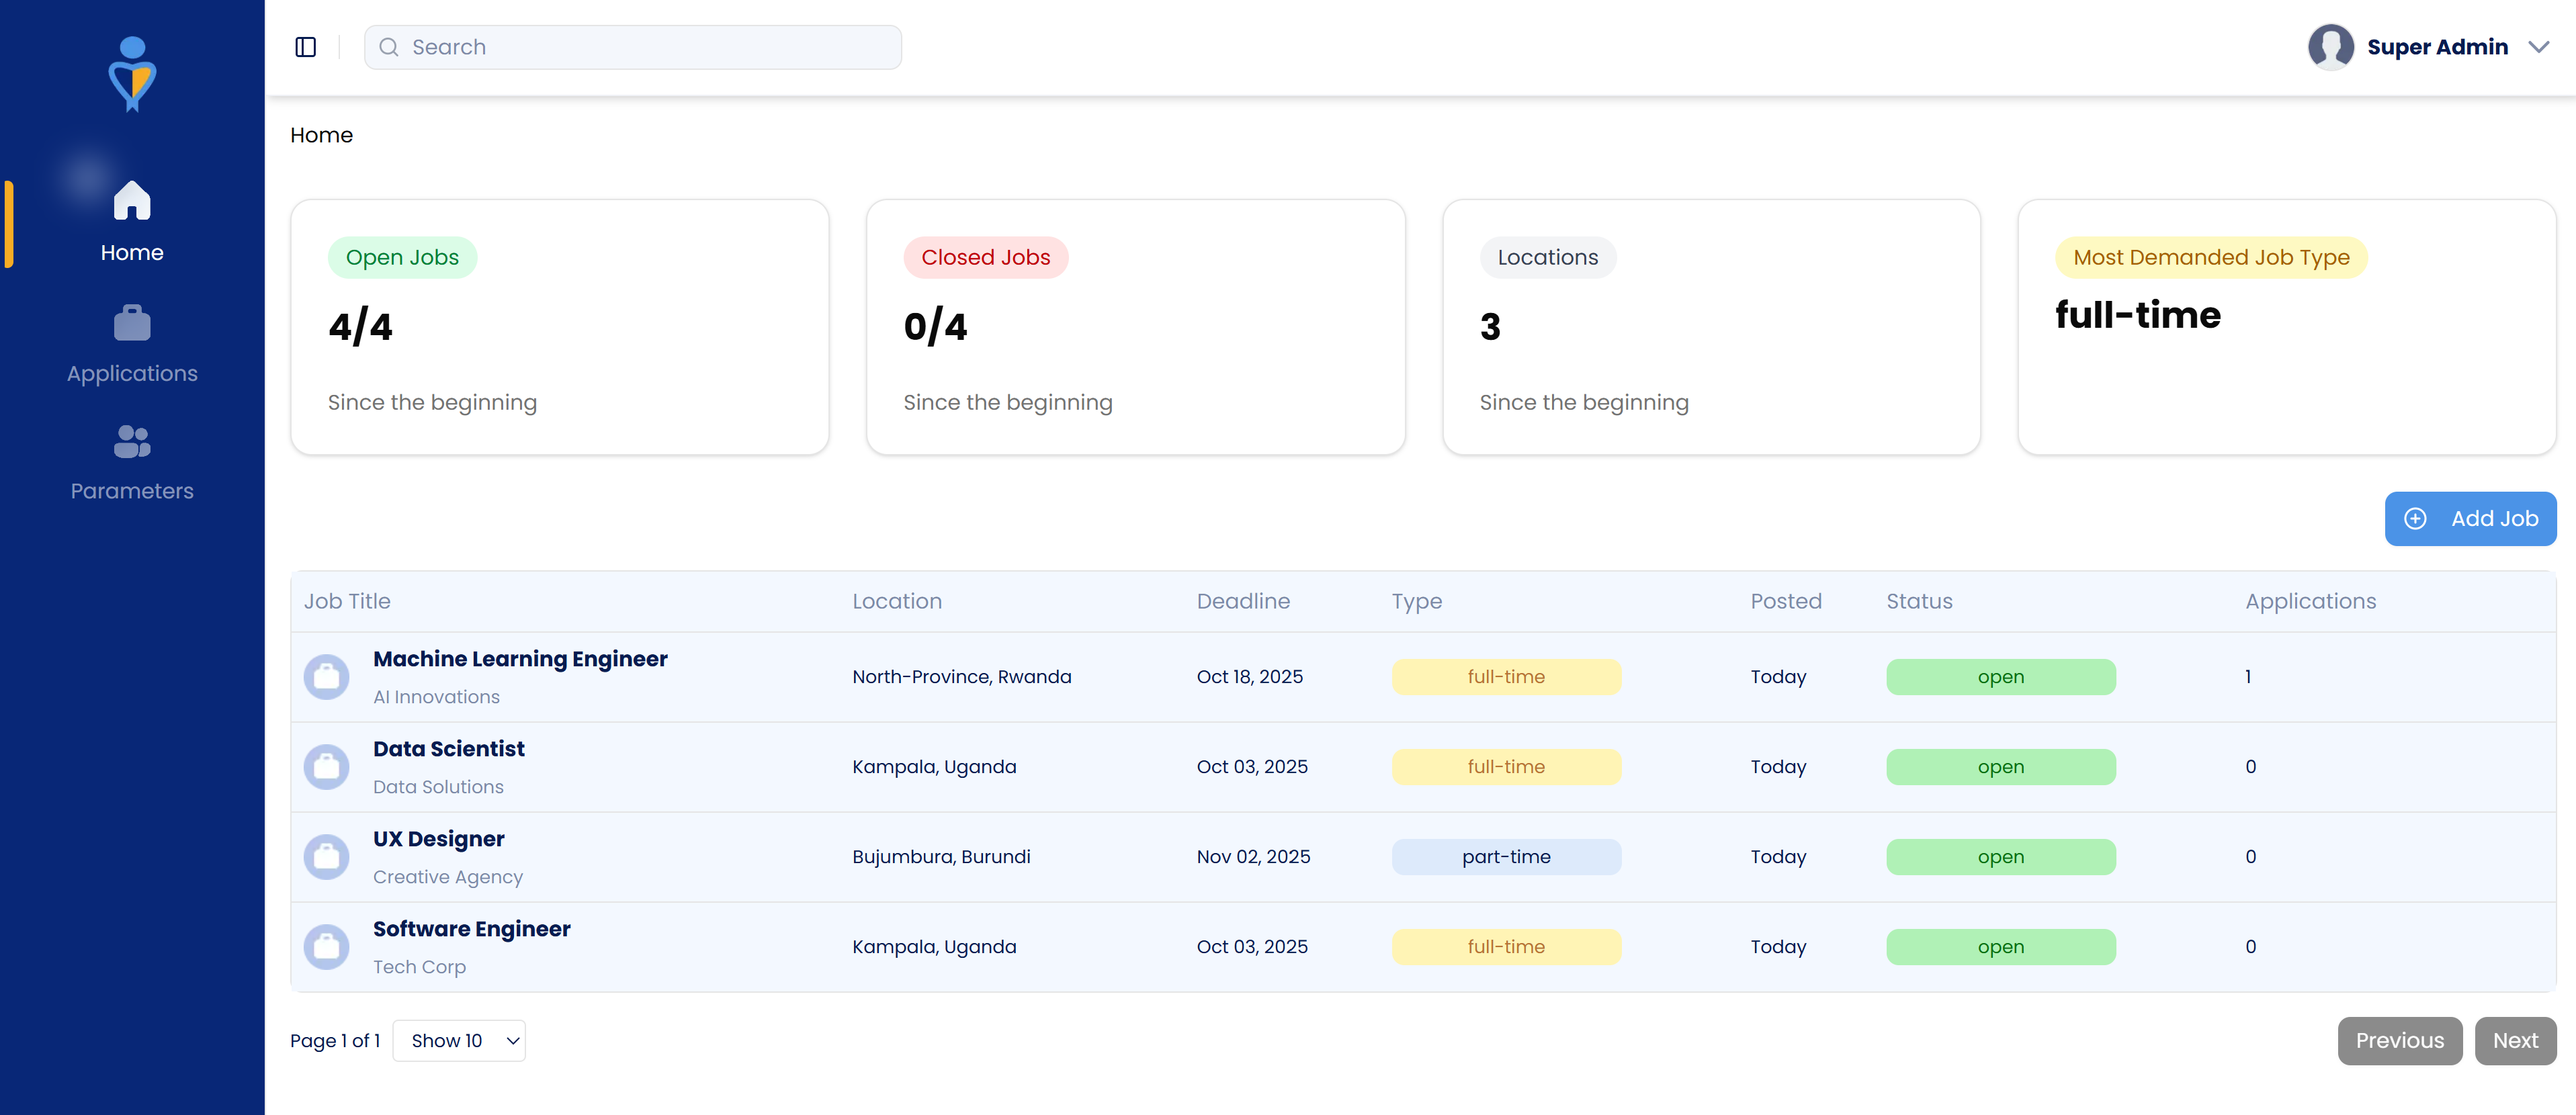 Search
Super Admin
Home
Applications
Parameters
Home
Open Jobs
4/4
Since the beginning
Closed Jobs
0/4
Since the beginning
Locations
3
Since the beginning
Most Demanded Job Type
full-time
Add Job
Job Title Location Deadline Type Posted Status Applications
Machine Learning Engineer
AI Innovations
North-Province, Rwanda Oct 18, 2025 full-time Today open 1
Data Scientist
Data Solutions
Kampala, Uganda Oct 03, 2025 full-time Today open 0
UX Designer
Creative Agency
Bujumbura, Burundi Nov 02, 2025 part-time Today open 0
Software Engineer
Tech Corp
Kampala, Uganda Oct 03, 2025 full-time Today open 0
Page 1 of 1 Show 10 Previous Next